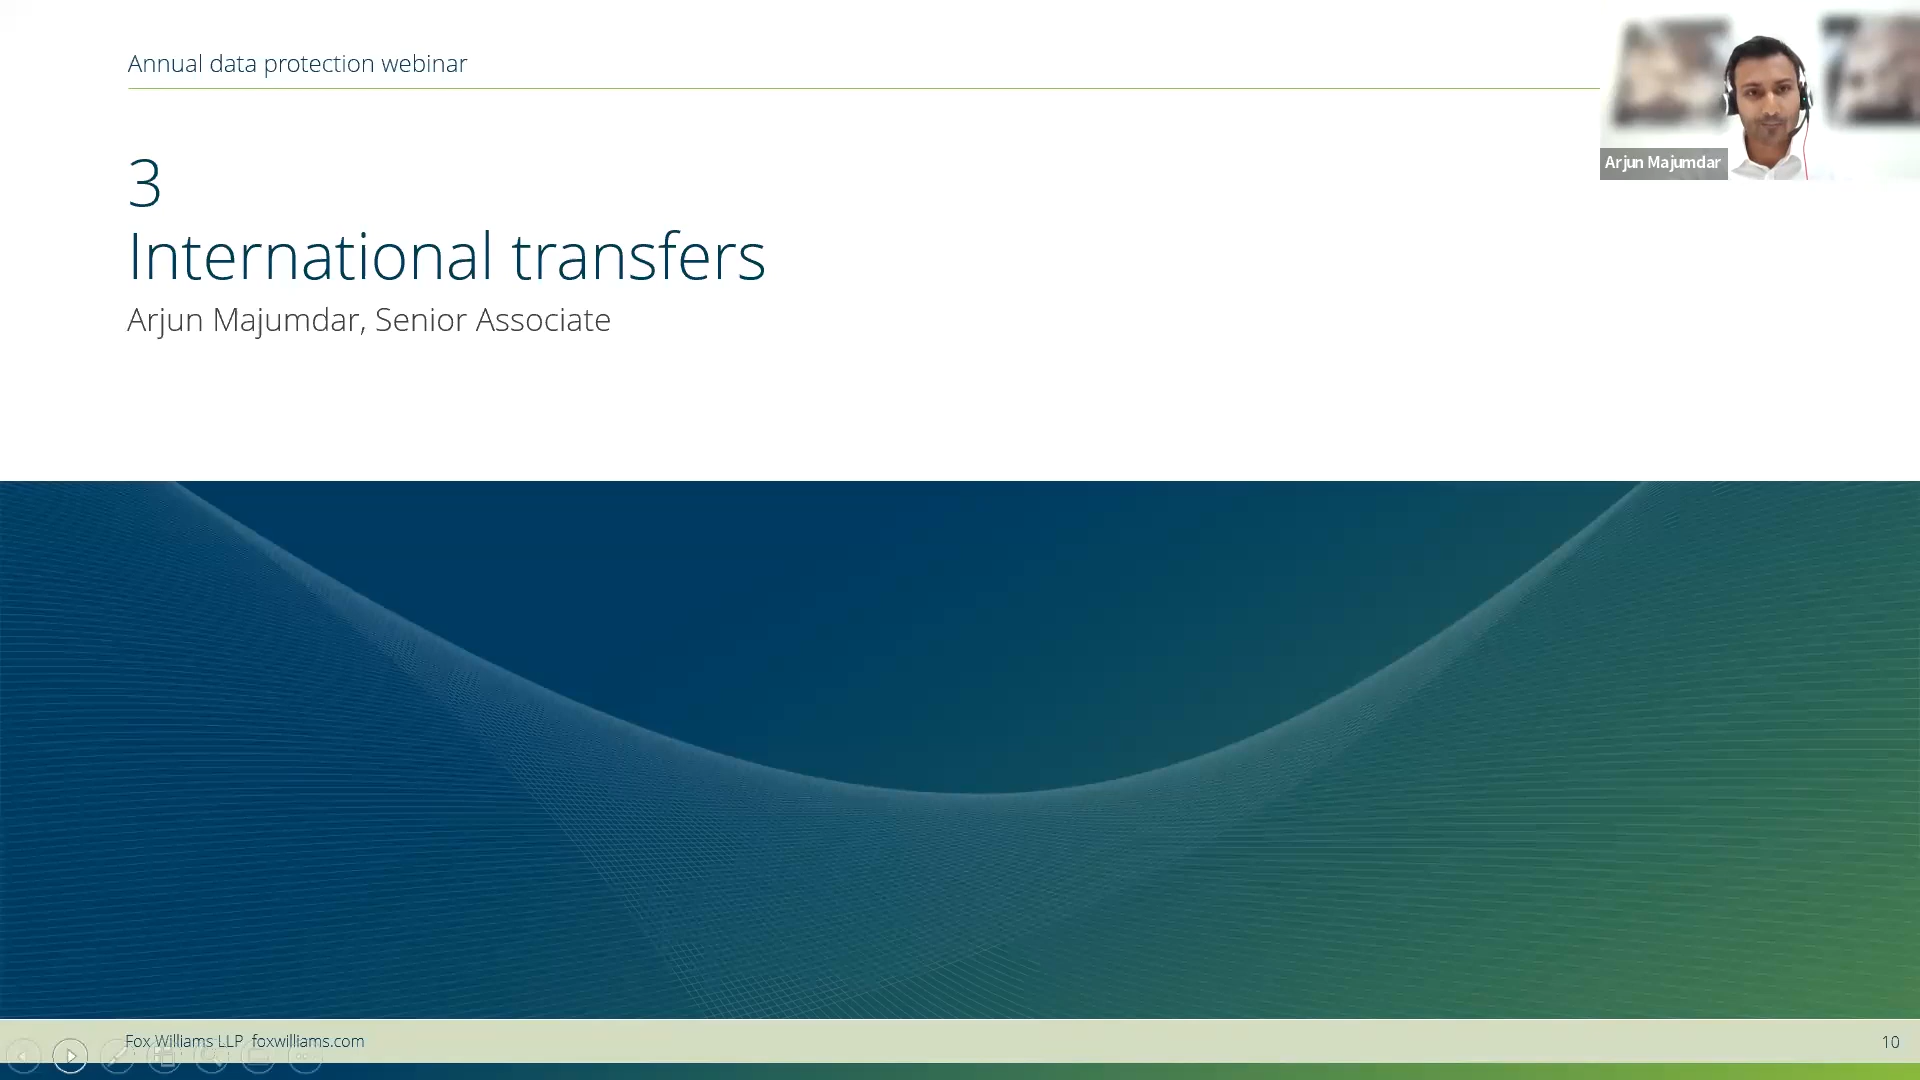 Annual data protection webinar
Arjun Majumdar
3
International transfers
Arjun Majumdar, Senior Associate
Fox Williams LLP foxwilliams.com
10